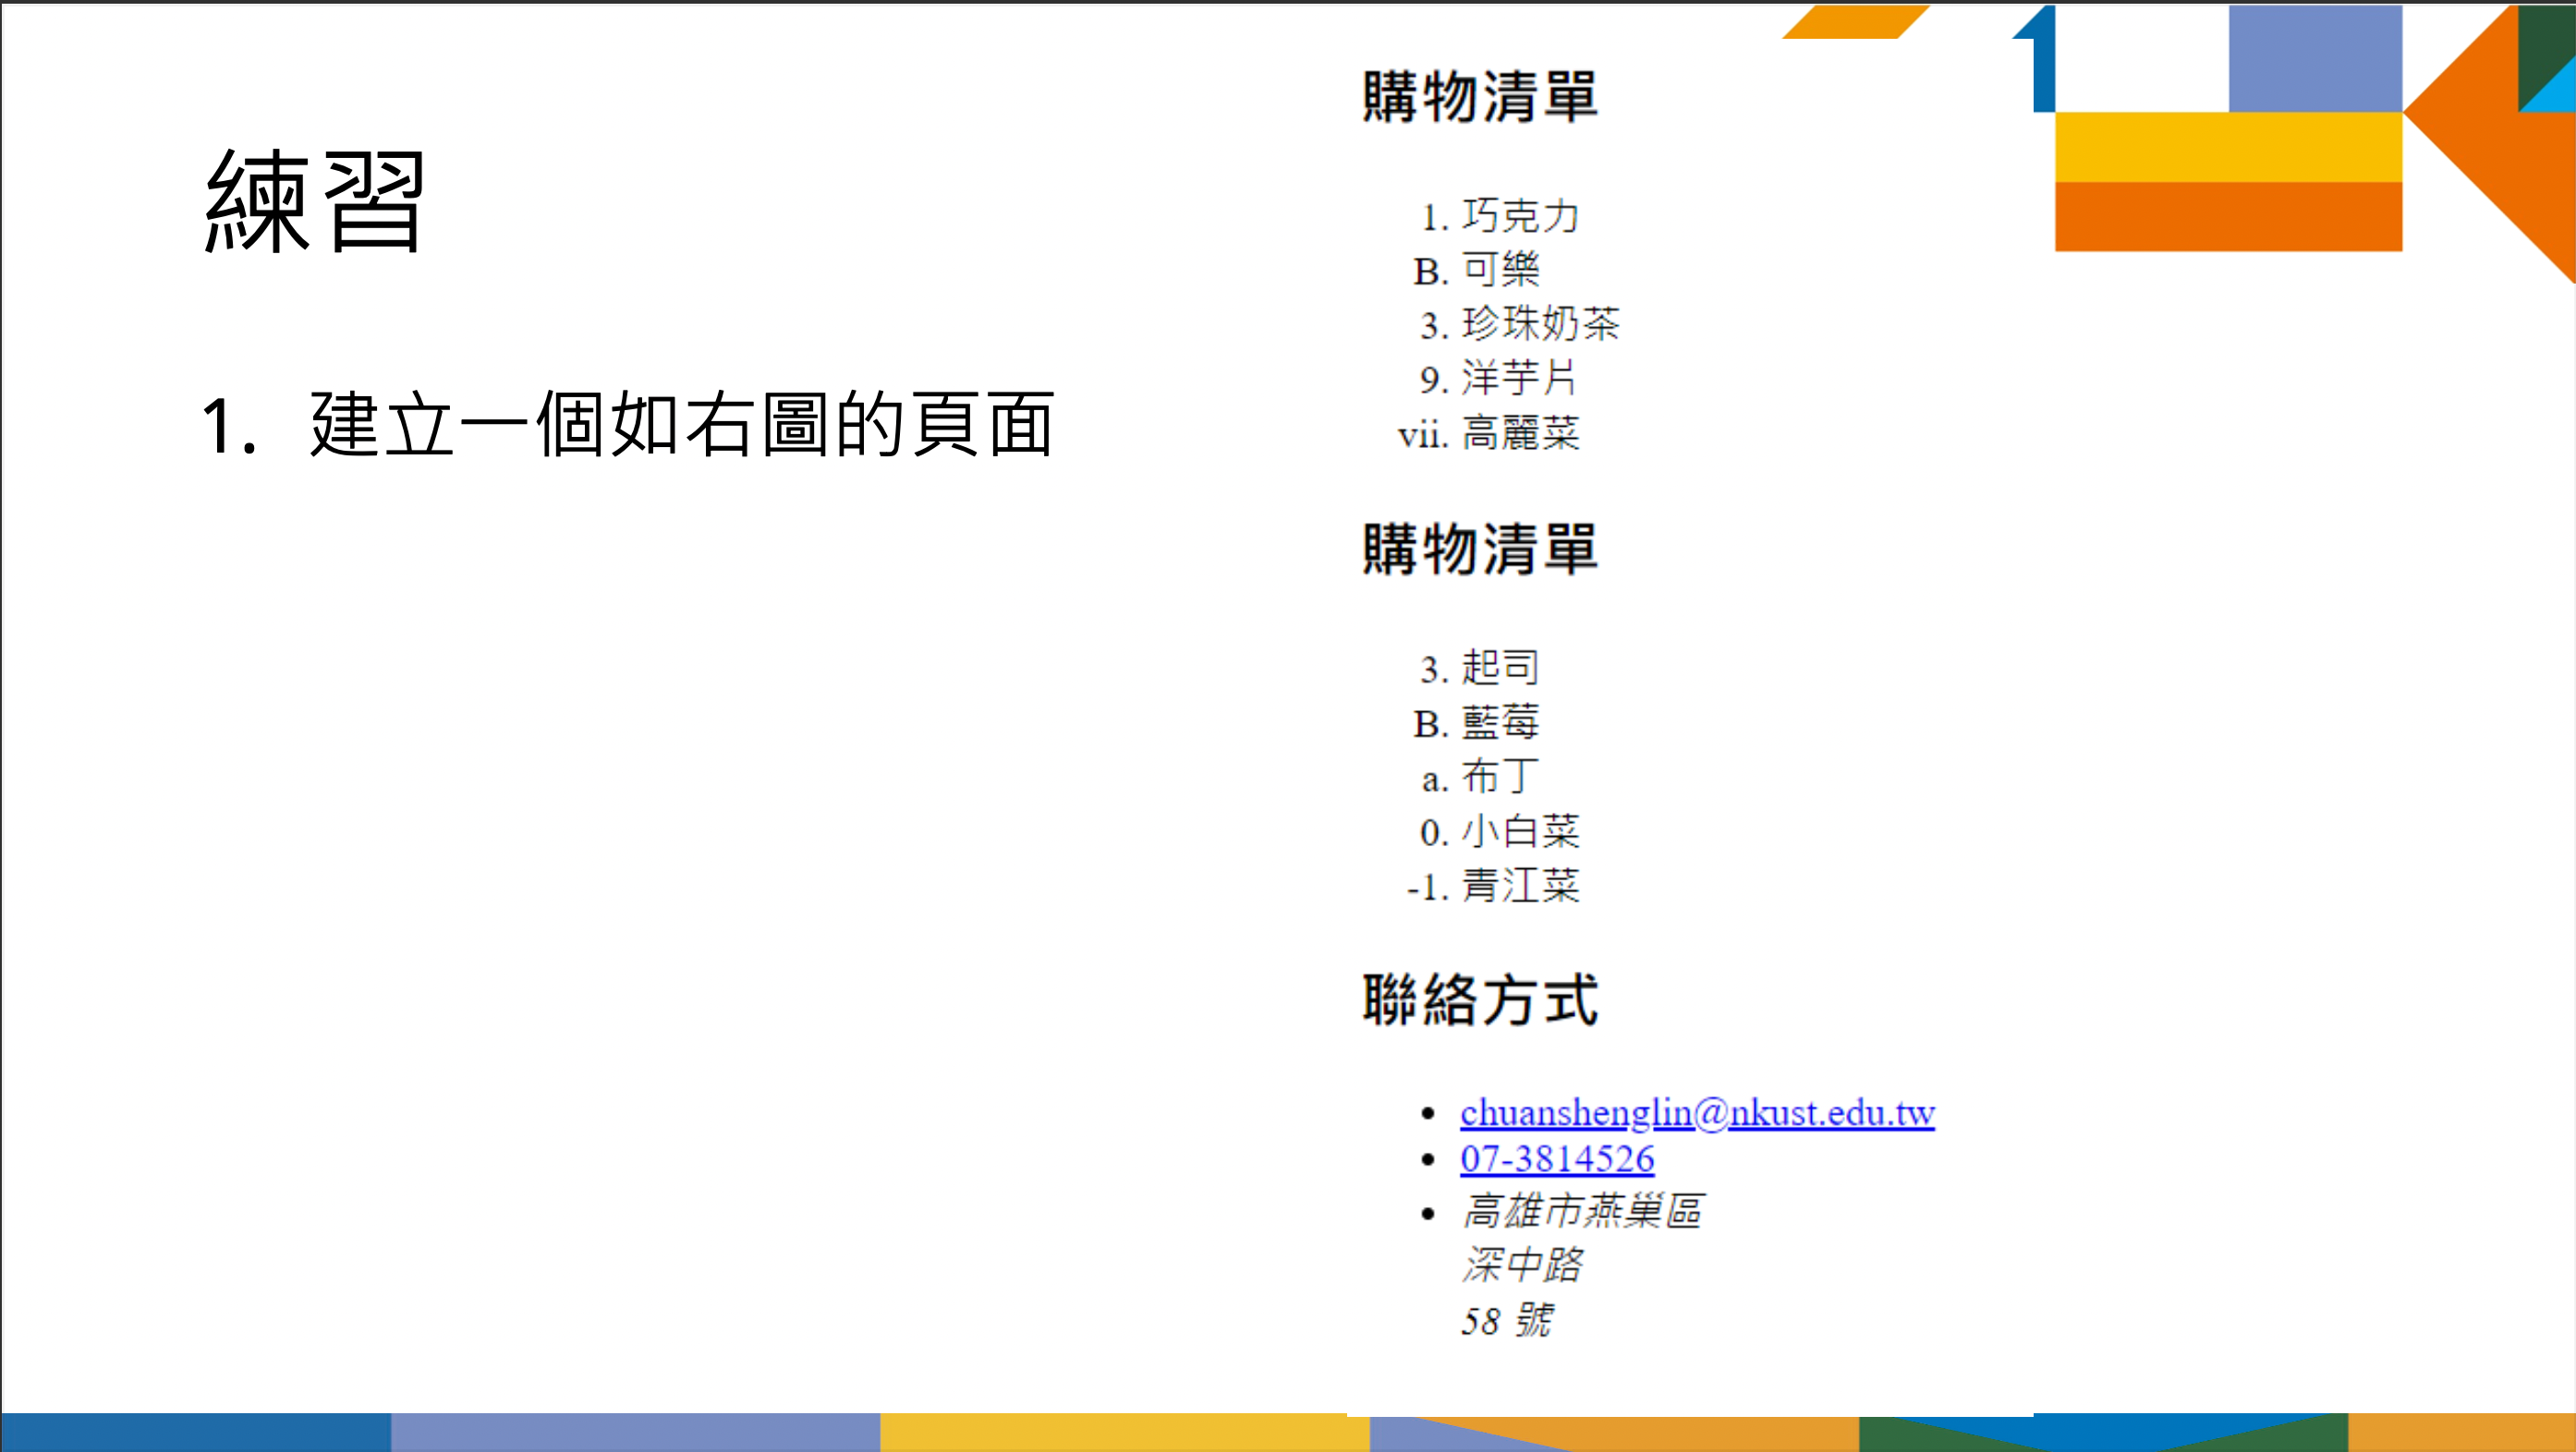 練習
1. 建立一個如右圖的頁面
購物清單
1. 巧克力
B. 可樂
3. 珍珠奶茶
9. 洋芋片
vii. 高麗菜
購物清單
3. 起司
B. 藍莓
a. 布丁
0. 小白菜
-1. 青江菜
聯絡方式
• chuanshenglin@nkust.edu.tw
• 07-3814526
• 高雄市燕巢區
深中路
58 號